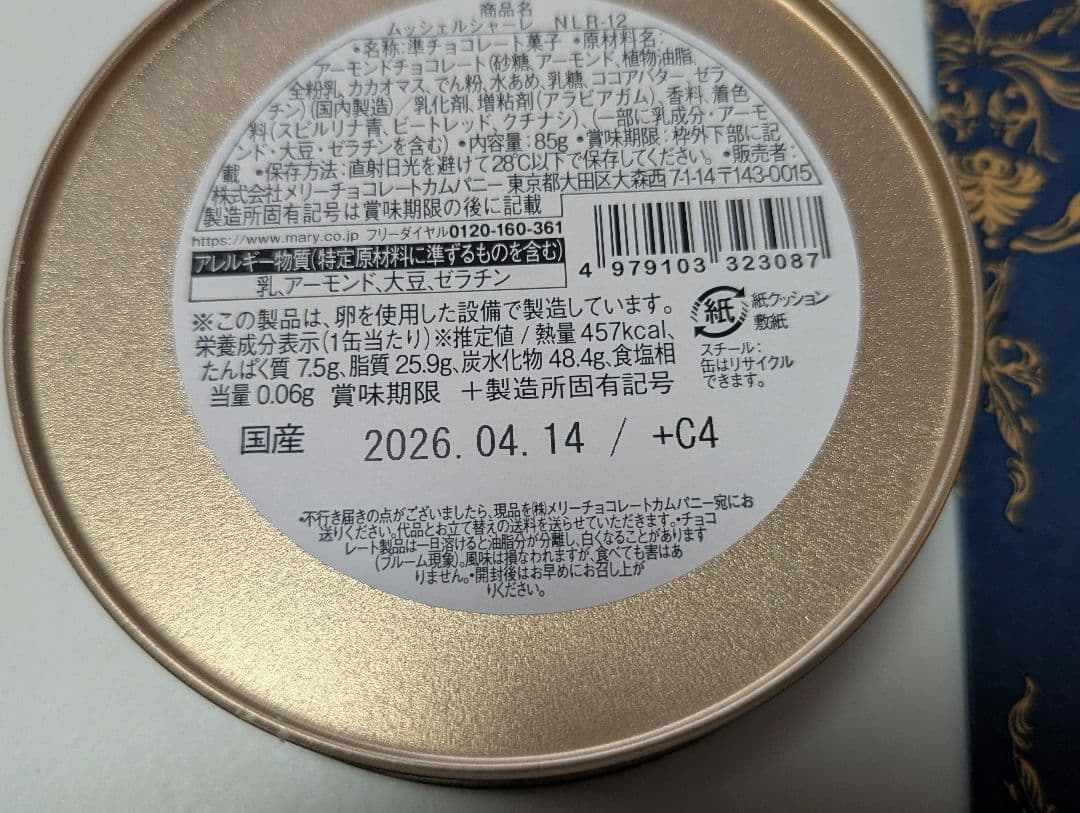 商品名
ムッシェルシャーレ NLR-12
•名称:準チョコレート菓子 •原材料名:
アーモンドチョコレート(砂糖、アーモンド、植物油脂、
全粉乳、カカオマス、でん粉、水あめ、乳糖、ココアバター、ゼラ
チン)(国内製造)/乳化剤、増粘剤(アラビアガム)、香料、着色
料(スピルリナ青、ビートレッド、クチナシ)、(一部に乳成分・アーモ
ンド・大豆・ゼラチンを含む) •内容量:85g •賞味期限:枠外下部に記
載 •保存方法:直射日光を避けて28℃以下で保存してください。•販売者:
株式会社メリーチョコレートカムパニー 東京都大田区大森西7-1-14〒143-0015
製造所固有記号は賞味期限の後に記載
https://www.mary.co.jp フリーダイヤル0120-160-361
アレルギー物質(特定原材料に準ずるものを含む)
乳、アーモンド、大豆、ゼラチン
4 979103 323087
※この製品は、卵を使用した設備で製造しています。
栄養成分表示(1缶当たり)※推定値/熱量 457kcal、
たんぱく質 7.5g、脂質 25.9g、炭水化物 48.4g、食塩相
当量 0.06g 賞味期限 +製造所固有記号
紙
紙クッション
敷紙
スチール:
缶はリサイクル
できます。
国産 2026.04.14 / +C4
•不行き届きの点がございましたら、現品を㈱メリーチョコレートカムパニー宛にお
送りください。代品とお立て替えの送料を送らせていただきます。•チョコ
レート製品は一旦溶けると油脂分が分離し、白くなることがあります
(ブルーム現象)。風味は損なわれますが、食べても害はあ
りません。•開封後はお早めにお召し上が
りください。